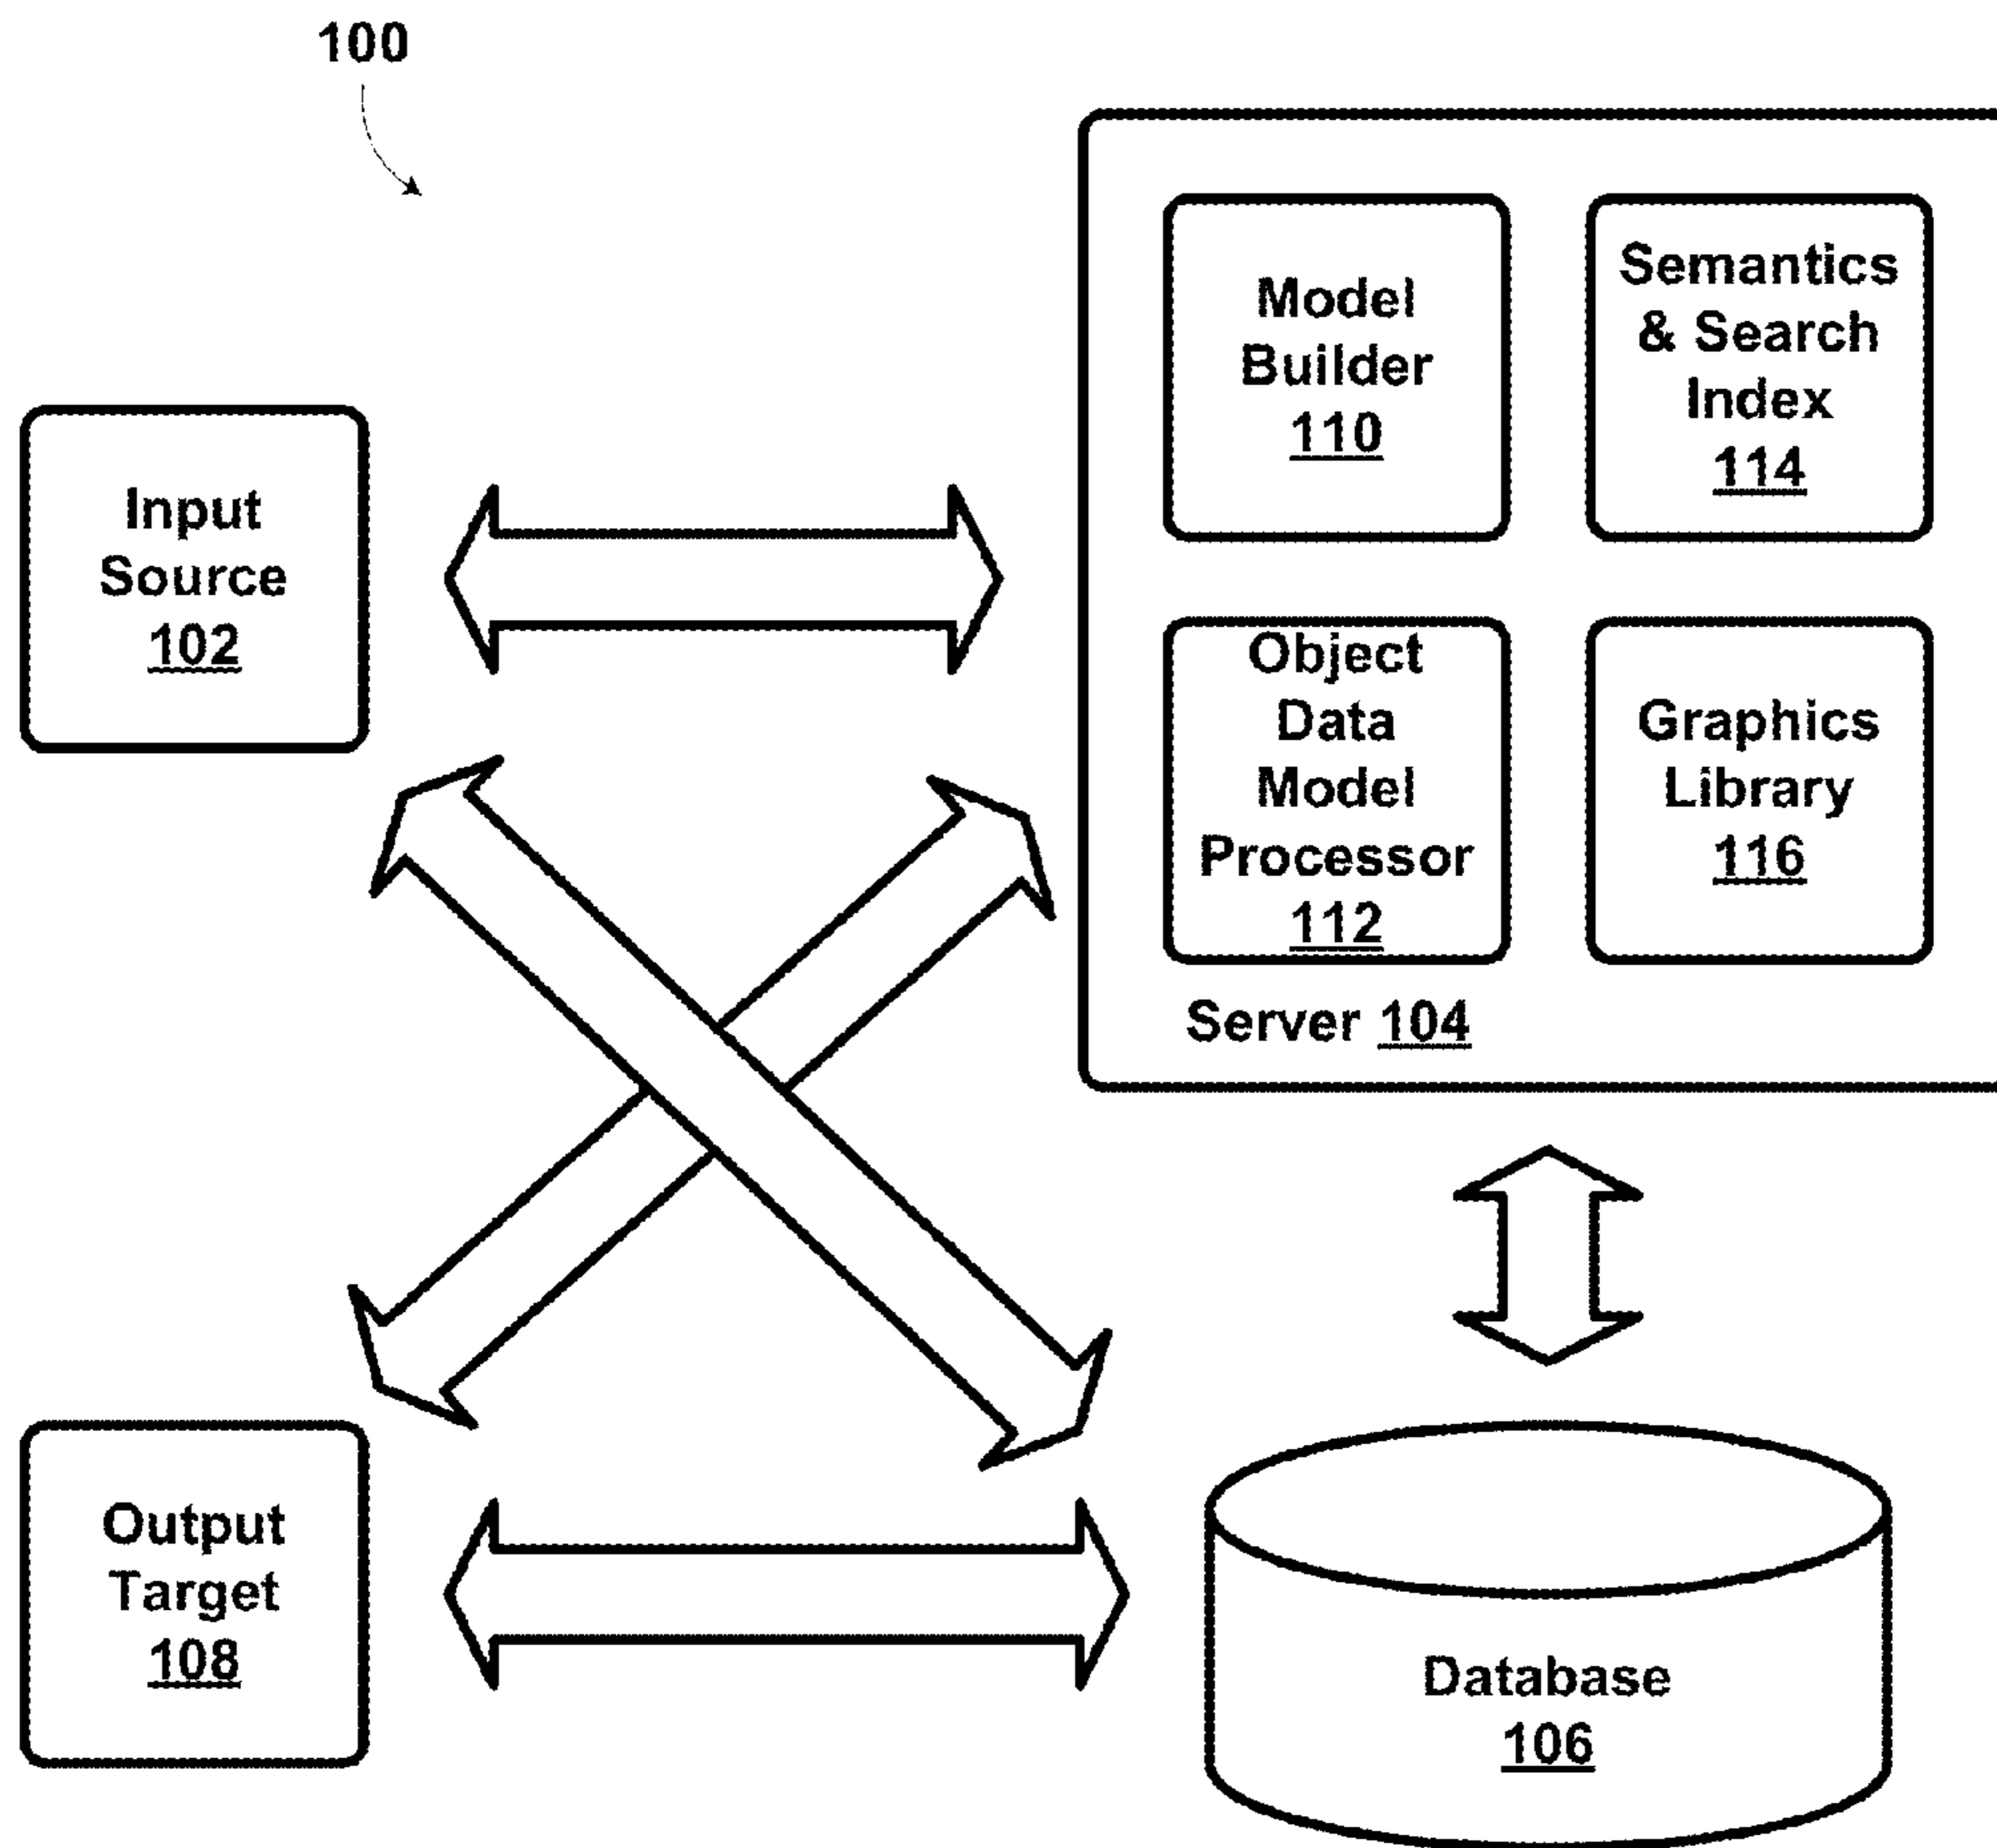 100
Model
Builder
110
Semantics
& Search
Index
114
Input
Source
102
Object
Data
Model
Processor
112
Graphics
Library
116
Server 104
Output
Target
108
Database
106